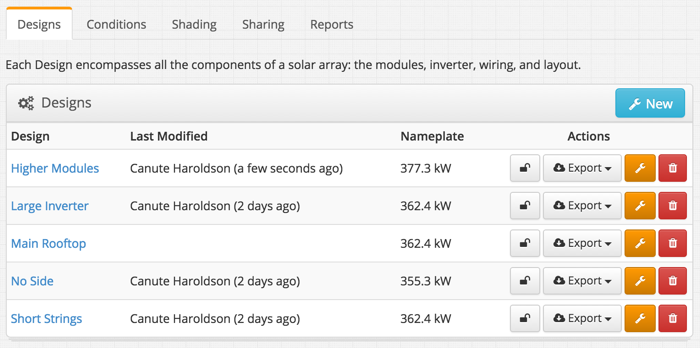 Designs Conditions Shading Sharing Reports
Each Design encompasses all the components of a solar array: the modules, inverter, wiring, and layout.
Designs New
Design Last Modified Nameplate Actions
Higher Modules Canute Haroldson (a few seconds ago) 377.3 kW Export
Large Inverter Canute Haroldson (2 days ago) 362.4 kW Export
Main Rooftop 362.4 kW Export
No Side Canute Haroldson (2 days ago) 355.3 kW Export
Short Strings Canute Haroldson (2 days ago) 362.4 kW Export